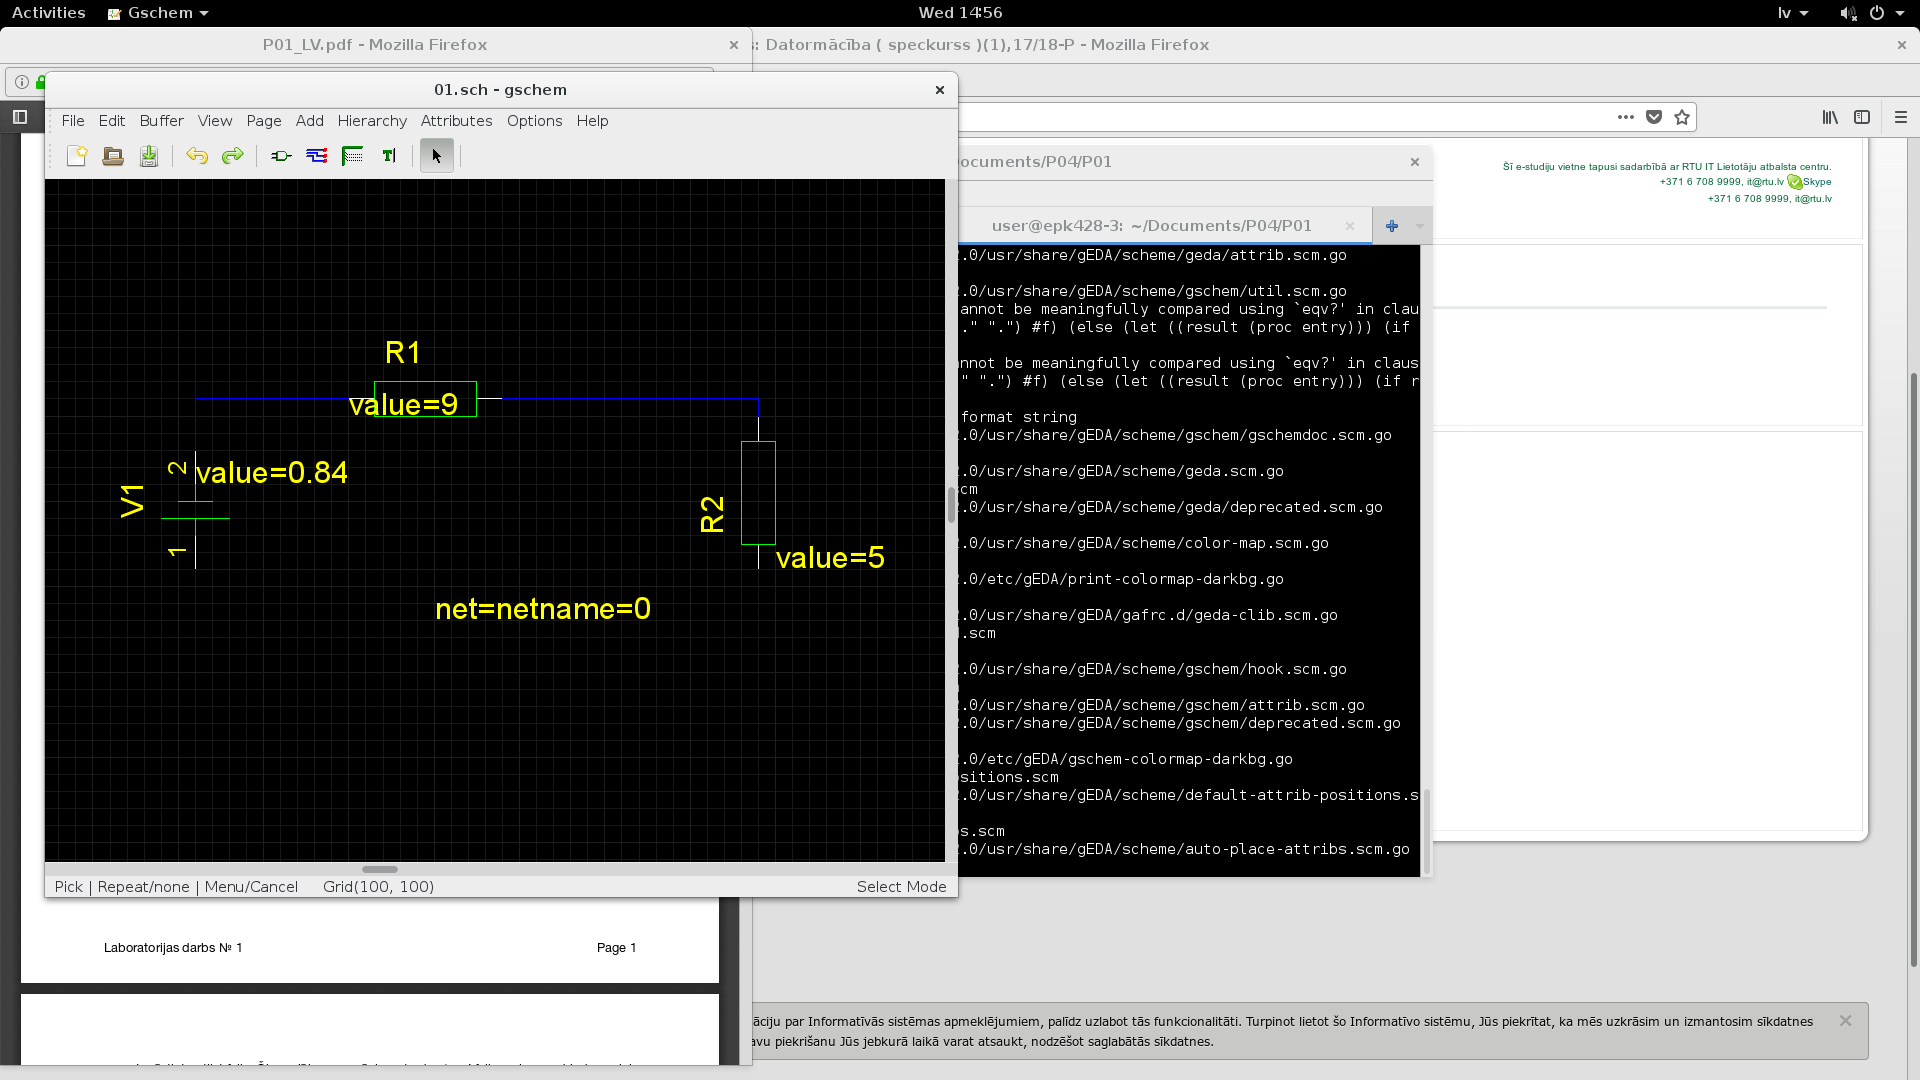 Activities
Gschem
Wed 14:56
lv
P01_LV.pdf - Mozilla Firefox
s: Datormācība ( speckurss )(1),17/18-P - Mozilla Firefox
01.sch - gschem
File Edit Buffer View Page Add Hierarchy Attributes Options Help
R1
value=9
2
value=0.84
V1
1
R2
value=5
net=netname=0
Pick | Repeat/none | Menu/Cancel
Grid(100, 100)
Select Mode
ocuments/P04/P01
user@epk428-3: ~/Documents/P04/P01
.0/usr/share/gEDA/scheme/geda/attrib.scm.go
.0/usr/share/gEDA/scheme/gschem/util.scm.go
annot be meaningfully compared using `eqv?' in clau
." ".") #f) (else (let ((result (proc entry))) (if
nnot be meaningfully compared using `eqv?' in claus
" ".") #f) (else (let ((result (proc entry))) (if r
format string
.0/usr/share/gEDA/scheme/gschem/gschemdoc.scm.go
.0/usr/share/gEDA/scheme/geda.scm.go
cm
.0/usr/share/gEDA/scheme/geda/deprecated.scm.go
.0/usr/share/gEDA/scheme/color-map.scm.go
.0/etc/gEDA/print-colormap-darkbg.go
.0/usr/share/gEDA/gafrc.d/geda-clib.scm.go
.scm
.0/usr/share/gEDA/scheme/gschem/hook.scm.go
.0/usr/share/gEDA/scheme/gschem/attrib.scm.go
.0/usr/share/gEDA/scheme/gschem/deprecated.scm.go
.0/etc/gEDA/gschem-colormap-darkbg.go
sitions.scm
.0/usr/share/gEDA/scheme/default-attrib-positions.s
s.scm
.0/usr/share/gEDA/scheme/auto-place-attribs.scm.go
Šī e-studiju vietne tapusi sadarbībā ar RTU IT Lietotāju atbalsta centru.
+371 6 708 9999, it@rtu.lv Skype
+371 6 708 9999, it@rtu.lv
Laboratorijas darbs № 1
Page 1
āciju par Informatīvās sistēmas apmeklējumiem, palīdz uzlabot tās funkcionalitāti. Turpinot lietot šo Informatīvo sistēmu, Jūs piekrītat, ka mēs uzkrāsim un izmantosim sīkdatnes
avu piekrišanu Jūs jebkurā laikā varat atsaukt, nodzēšot saglabātās sīkdatnes.